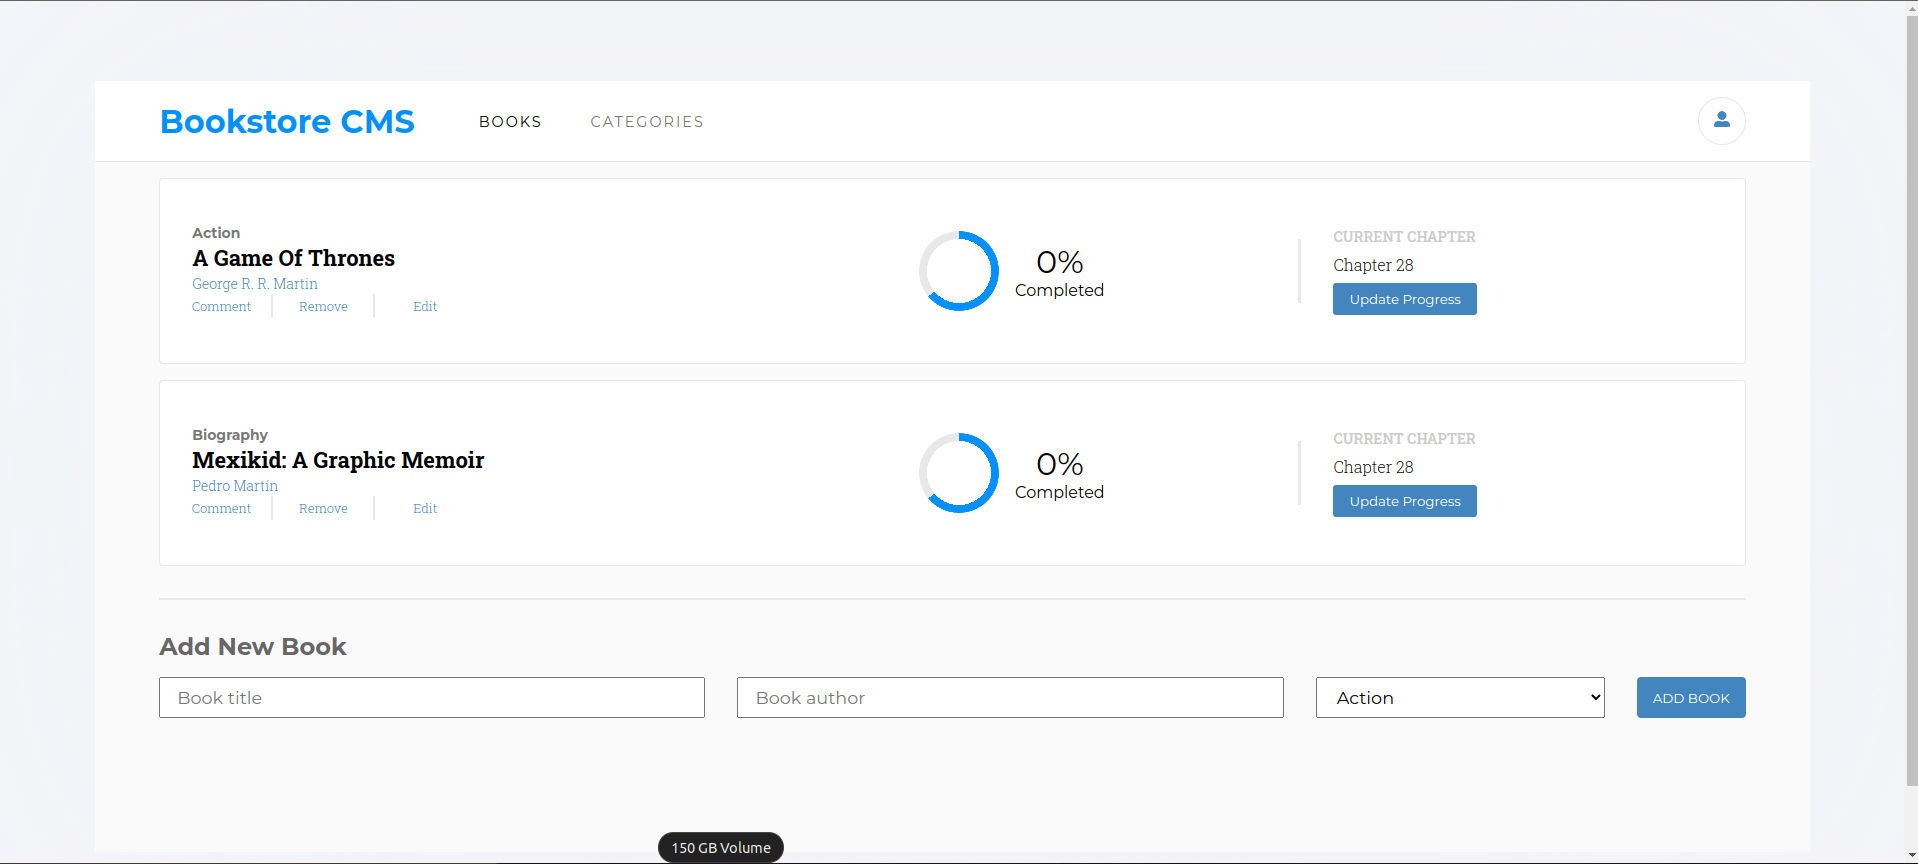 Bookstore CMS
BOOKS
CATEGORIES
Action
A Game Of Thrones
George R. R. Martin
Comment
Remove
Edit
0%
Completed
CURRENT CHAPTER
Chapter 28
Update Progress
Biography
Mexikid: A Graphic Memoir
Pedro Martin
Comment
Remove
Edit
0%
Completed
CURRENT CHAPTER
Chapter 28
Update Progress
Add New Book
Book title
Book author
Action
ADD BOOK
150 GB Volume